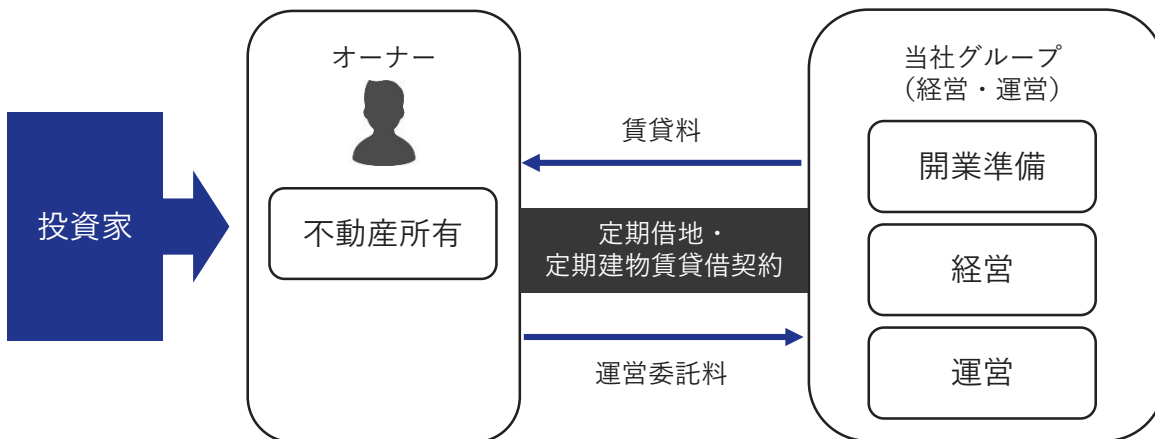 投資家
オーナー
不動産所有
賃貸料
定期借地・
定期建物賃貸借契約
運営委託料
当社グループ
（経営・運営）
開業準備
経営
運営